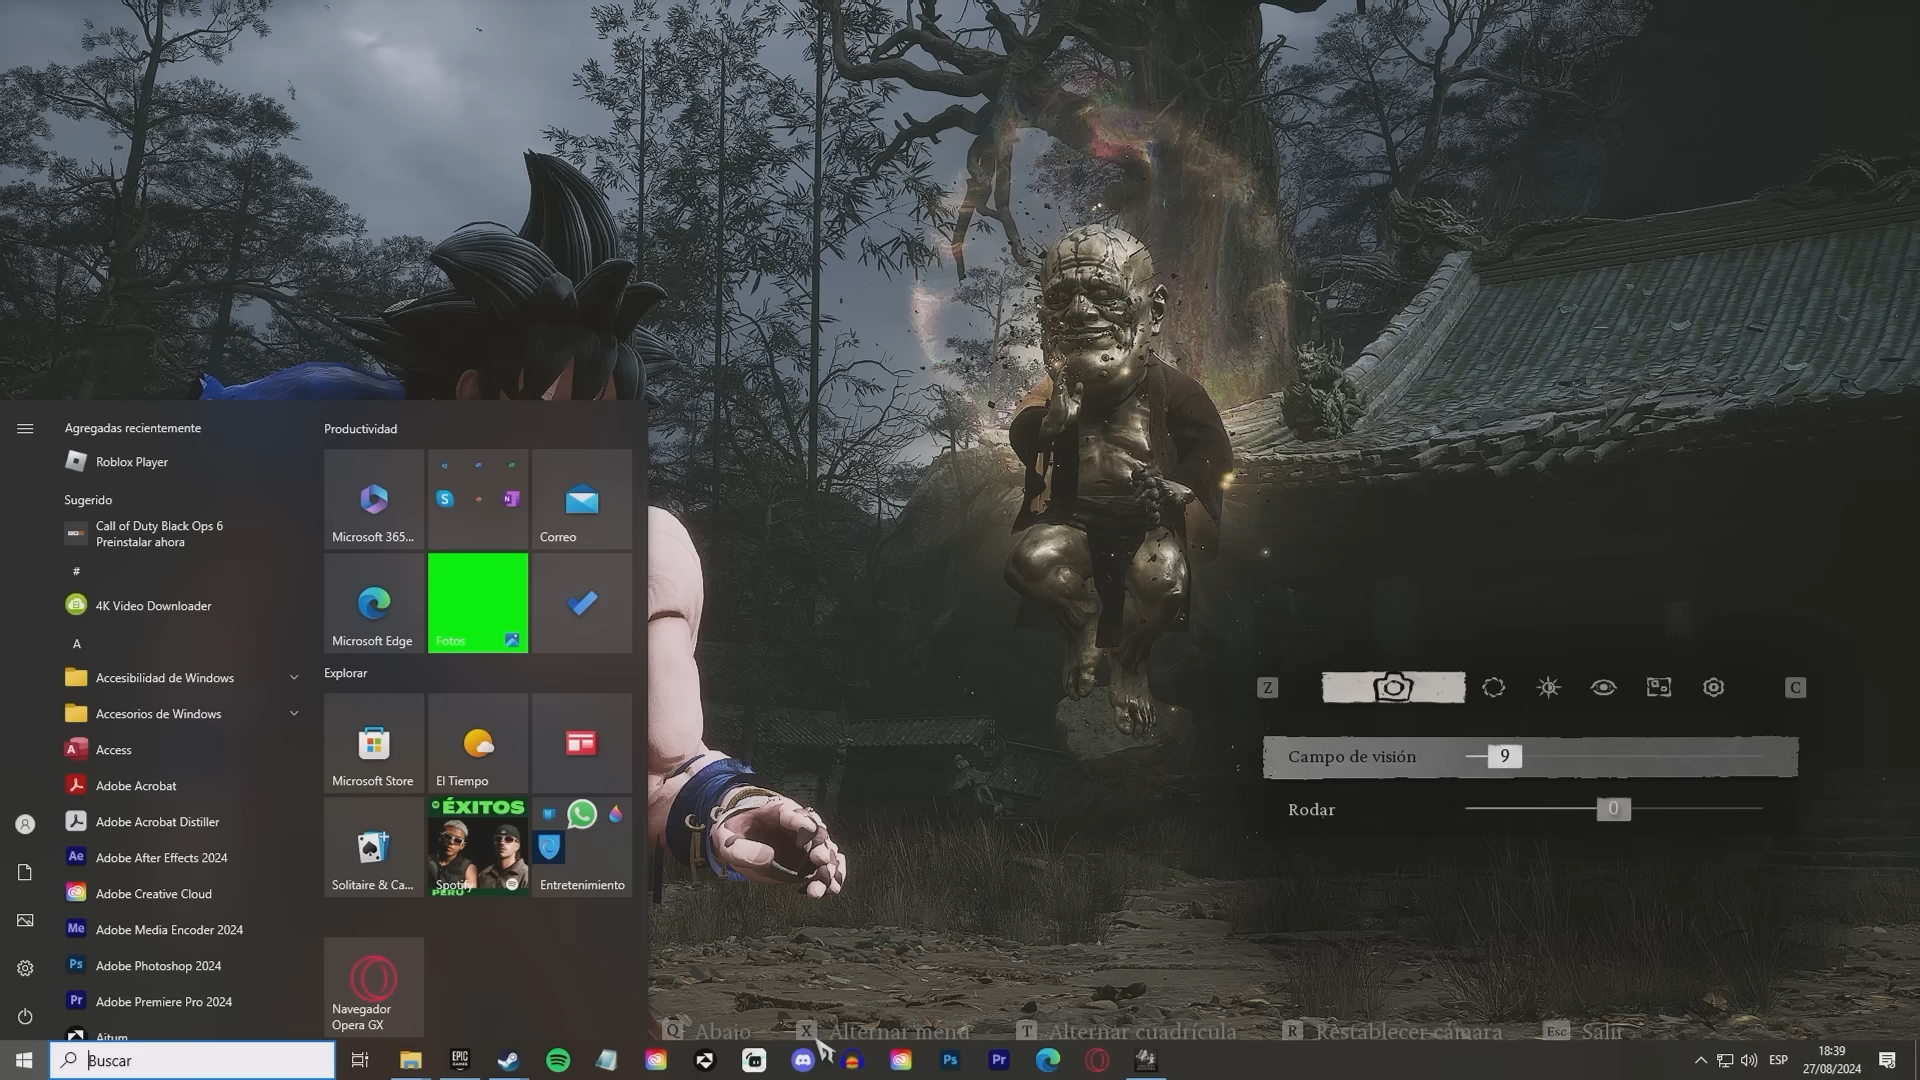 Agregadas recientemente
Roblox Player
Sugerido
Call of Duty Black Ops 6
Preinstalar ahora
#
4K Video Downloader
A
Accesibilidad de Windows
Accesorios de Windows
Access
Adobe Acrobat
Adobe Acrobat Distiller
Adobe After Effects 2024
Adobe Creative Cloud
Adobe Media Encoder 2024
Adobe Photoshop 2024
Adobe Premiere Pro 2024
Aitum
Productividad
Microsoft 365...
Correo
Microsoft Edge
Fotos
Explorar
Microsoft Store
El Tiempo
Solitaire & Ca...
ÉXITOS
Spotify
PERÚ
Entretenimiento
Navegador
Opera GX
Z
C
Campo de visión 9
Rodar 0
Q Abajo X Alternar menú T Alternar cuadrícula R Restablecer cámara Esc Salir
Buscar
ESP
18:39
27/08/2024